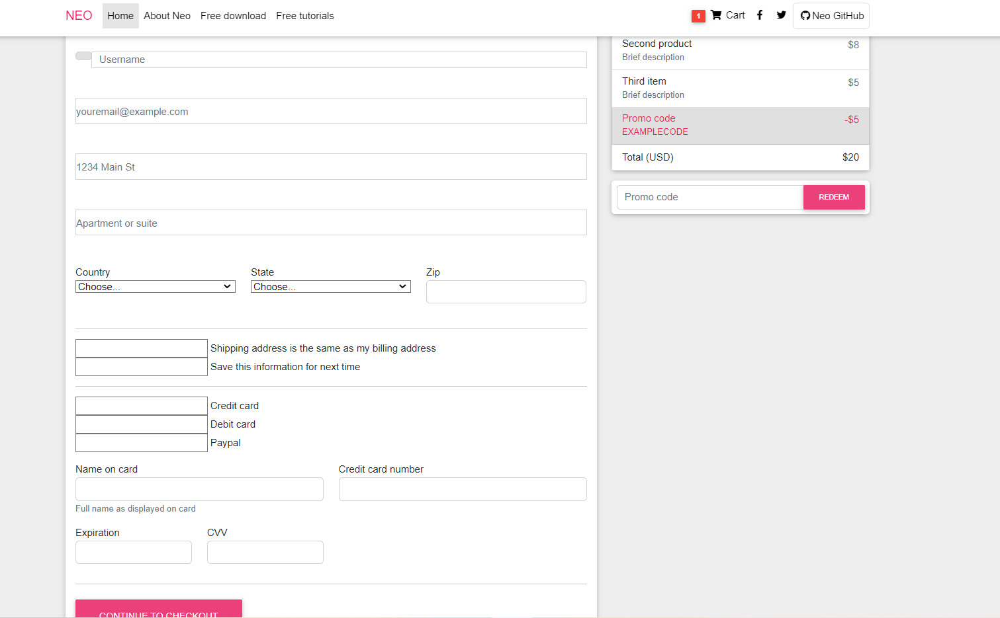 NEO Home About Neo Free download Free tutorials 1 Cart Neo GitHub
Username
youremail@example.com
1234 Main St
Apartment or suite
Country State Zip
Choose... Choose...
Shipping address is the same as my billing address
Save this information for next time
Credit card
Debit card
Paypal
Name on card Credit card number
Full name as displayed on card
Expiration CVV
CONTINUE TO CHECKOUT
Second product $8
Brief description
Third item $5
Brief description
Promo code -$5
EXAMPLECODE
Total (USD) $20
Promo code REDEEM